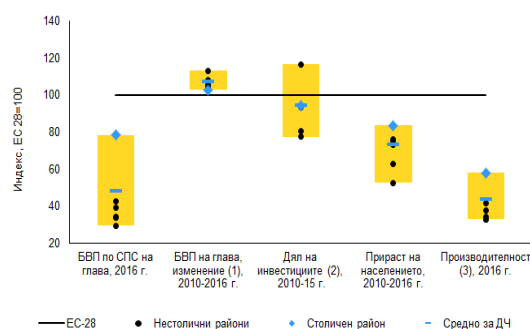 Индекс, ЕС 28=100
140
120
100
80
60
40
20
БВП по СПС на
глава, 2016 г.
БВП на глава,
изменение (1),
2010-2016 г.
Дял на
инвестициите (2),
2010-15 г.
Прираст на
населението,
2010-2016 г.
Производителност
(3), 2016 г.
ЕС-28
Нестолични райони
Столичен район
Средно за ДЧ